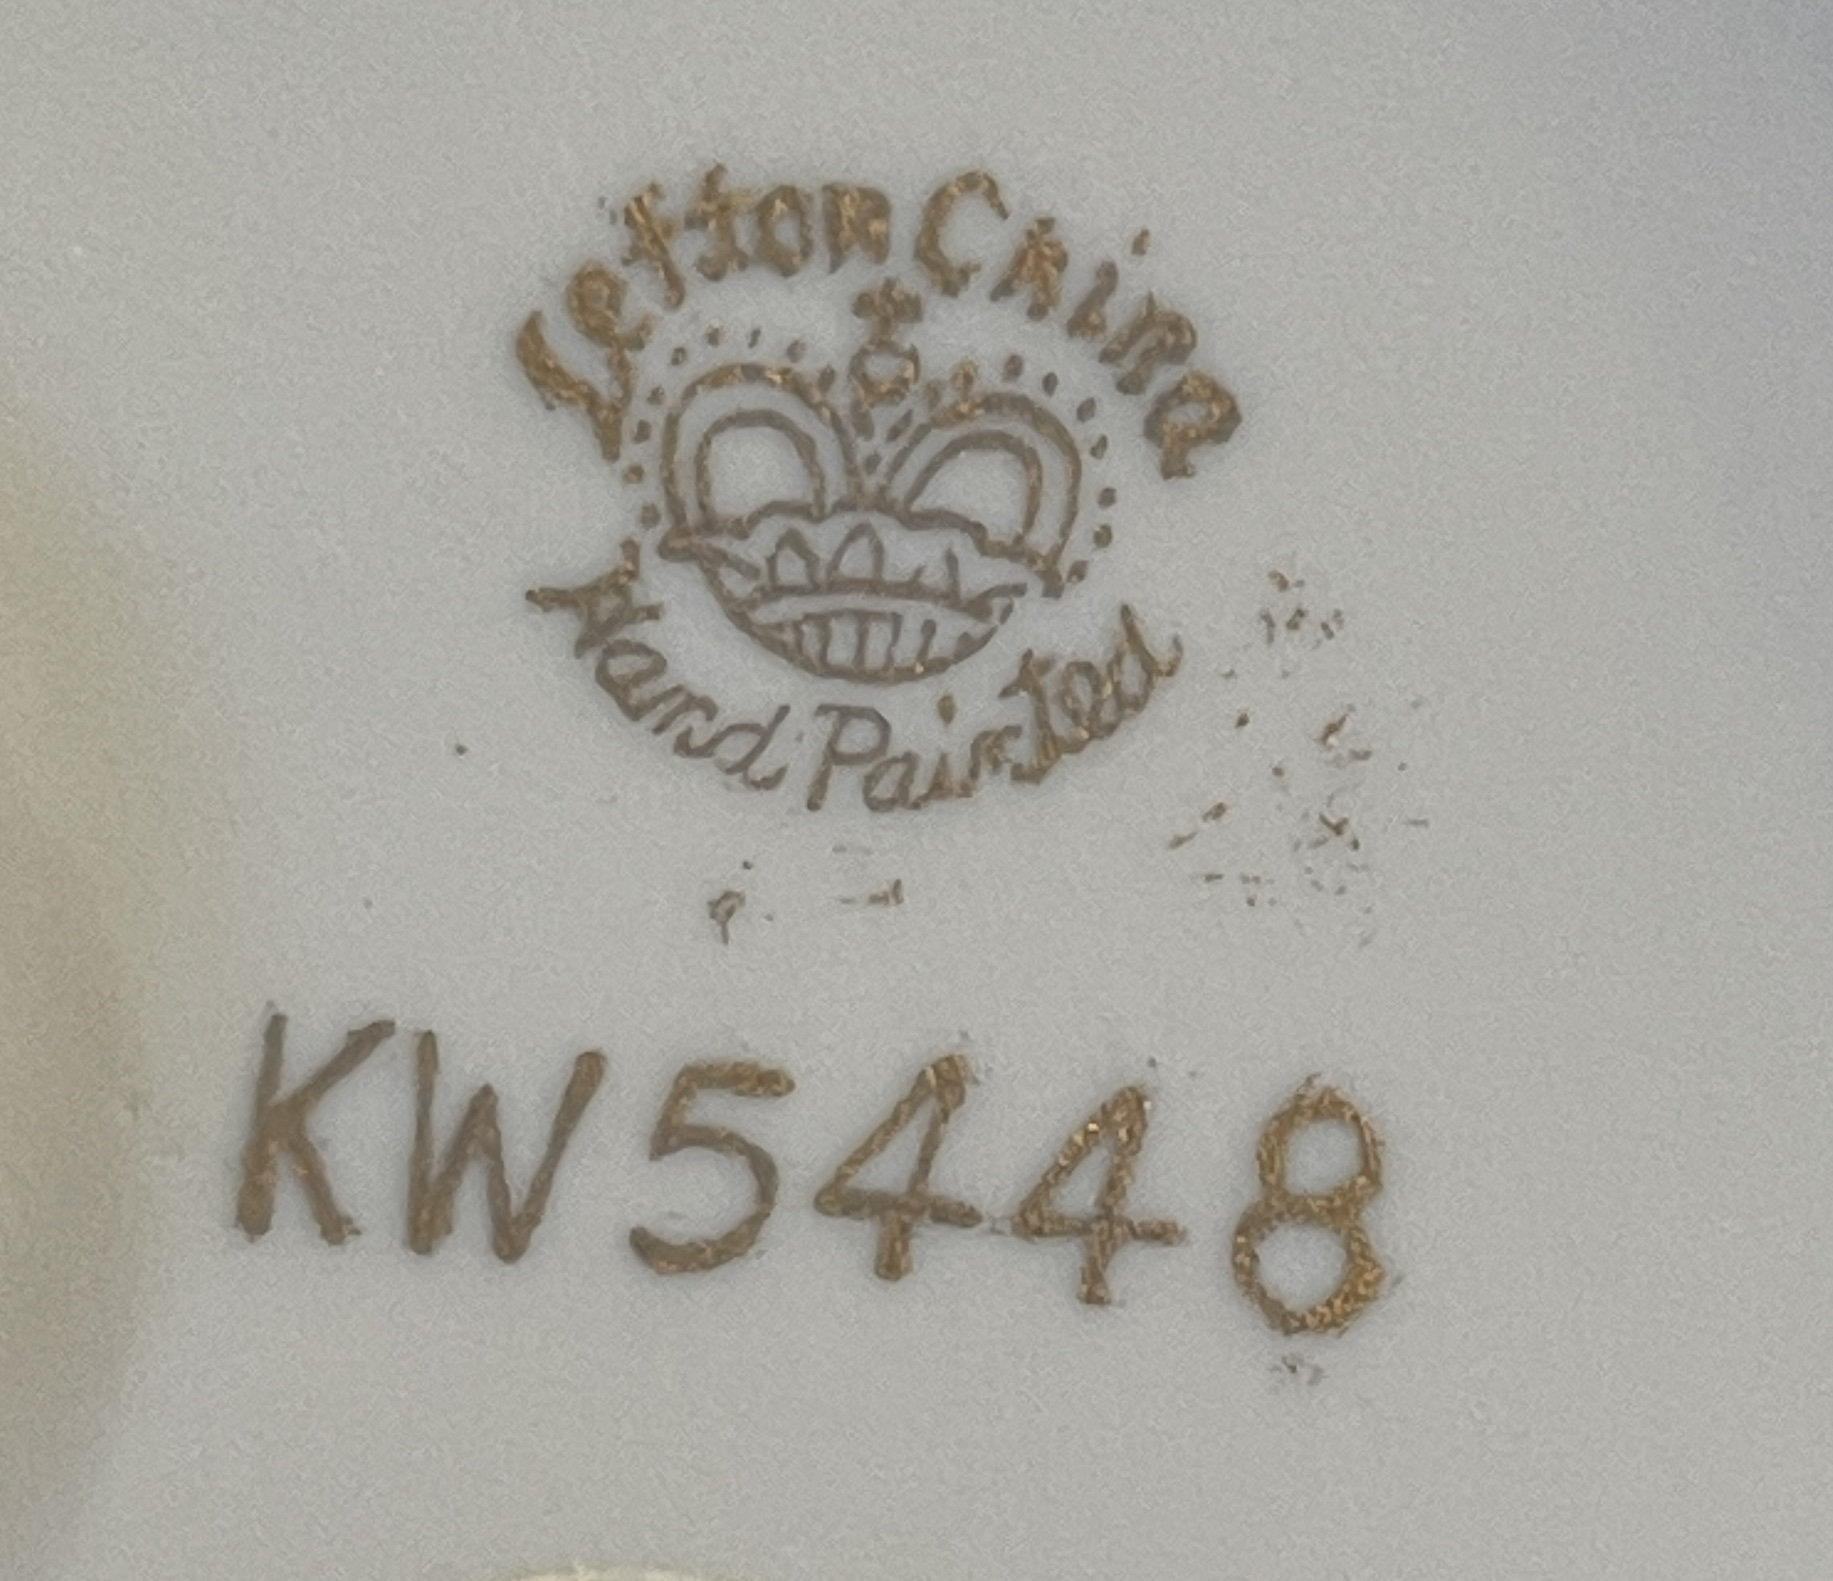 Lefton China
Hand Painted
KW5448